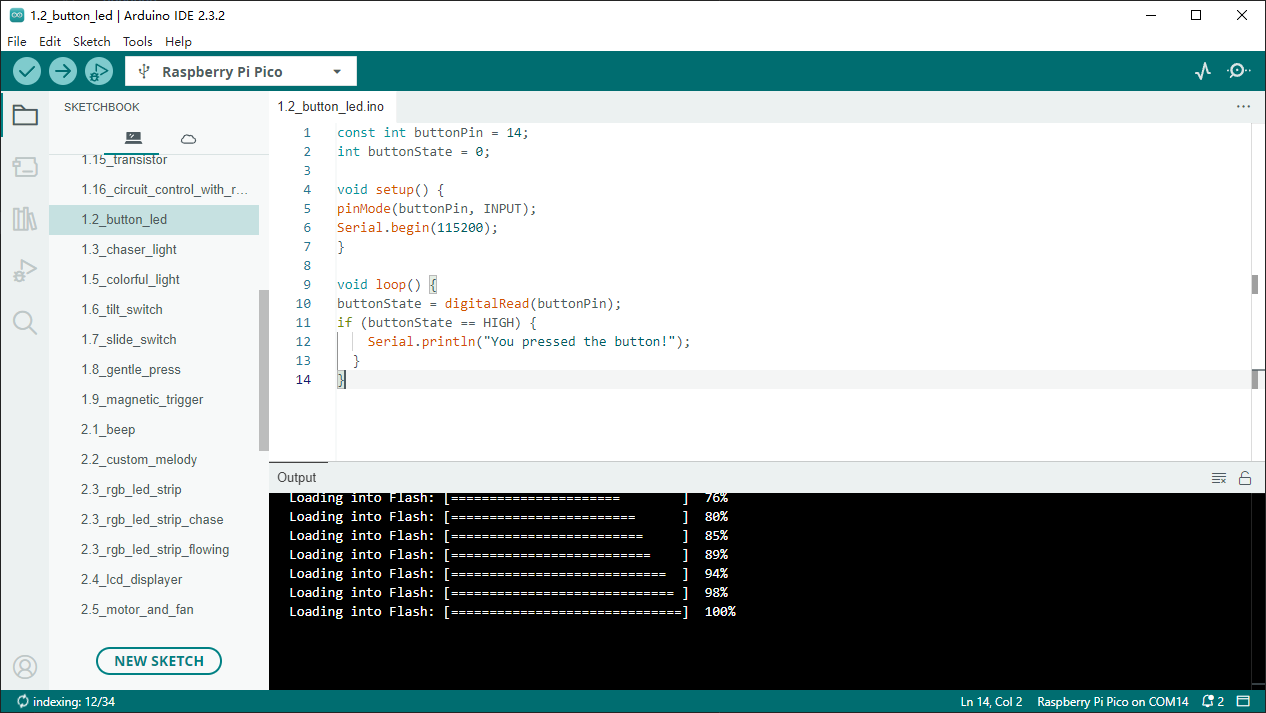 1.2_button_led | Arduino IDE 2.3.2
File Edit Sketch Tools Help
Raspberry Pi Pico
SKETCHBOOK
1.15_transistor
1.16_circuit_control_with_r...
1.2_button_led
1.3_chaser_light
1.5_colorful_light
1.6_tilt_switch
1.7_slide_switch
1.8_gentle_press
1.9_magnetic_trigger
2.1_beep
2.2_custom_melody
2.3_rgb_led_strip
2.3_rgb_led_strip_chase
2.3_rgb_led_strip_flowing
2.4_lcd_displayer
2.5_motor_and_fan
NEW SKETCH
1.2_button_led.ino
1 const int buttonPin = 14;
2 int buttonState = 0;
3
4 void setup() {
5 pinMode(buttonPin, INPUT);
6 Serial.begin(115200);
7 }
8
9 void loop() {
10 buttonState = digitalRead(buttonPin);
11 if (buttonState == HIGH) {
12 Serial.println("You pressed the button!");
13 }
14 }
Output
Loading into Flash: [======================        ] 76%
Loading into Flash: [========================      ] 80%
Loading into Flash: [=========================     ] 85%
Loading into Flash: [==========================    ] 89%
Loading into Flash: [============================  ] 94%
Loading into Flash: [============================= ] 98%
Loading into Flash: [==============================] 100%
indexing: 12/34
Ln 14, Col 2 Raspberry Pi Pico on COM14 2